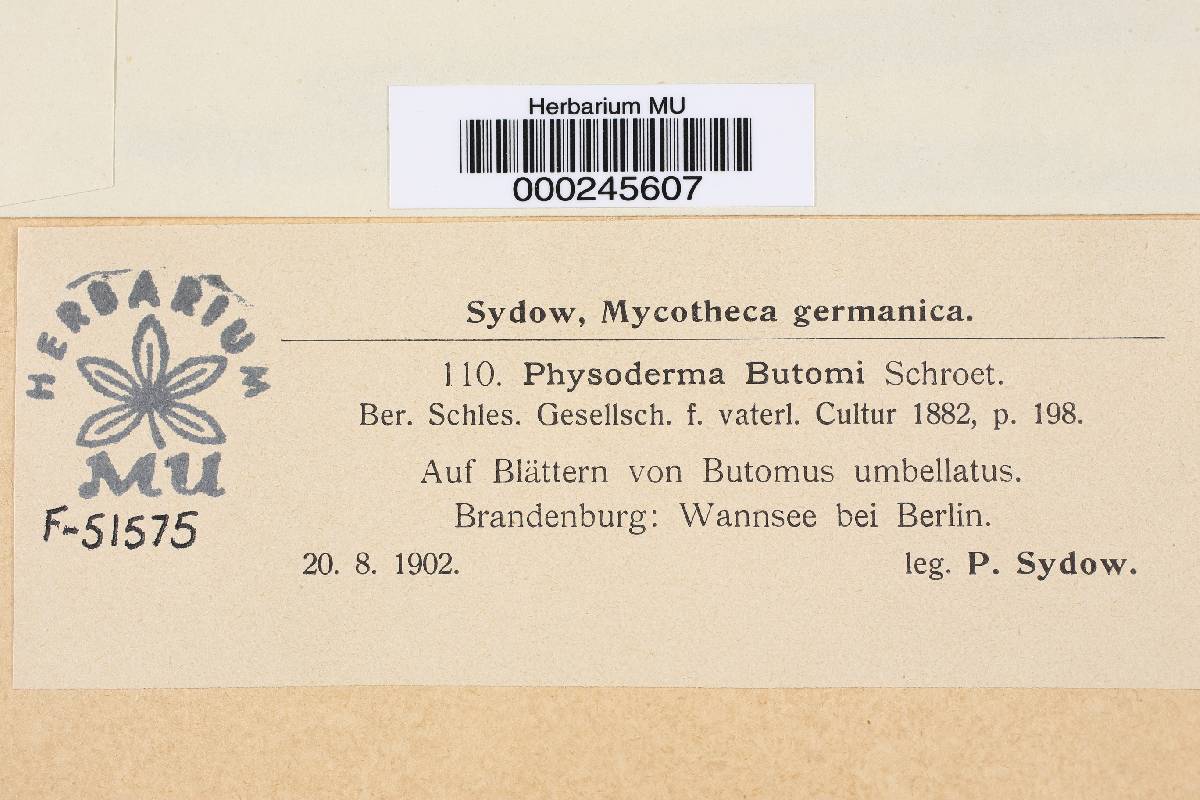 Herbarium MU
000245607
HERBARIUM
MU
F-51575
Sydow, Mycotheca germanica.
110. Physoderma Butomi Schroet.
Ber. Schles. Gesellsch. f. vaterl. Cultur 1882, p. 198.
Auf Blättern von Butomus umbellatus.
Brandenburg: Wannsee bei Berlin.
20. 8. 1902. leg. P. Sydow.